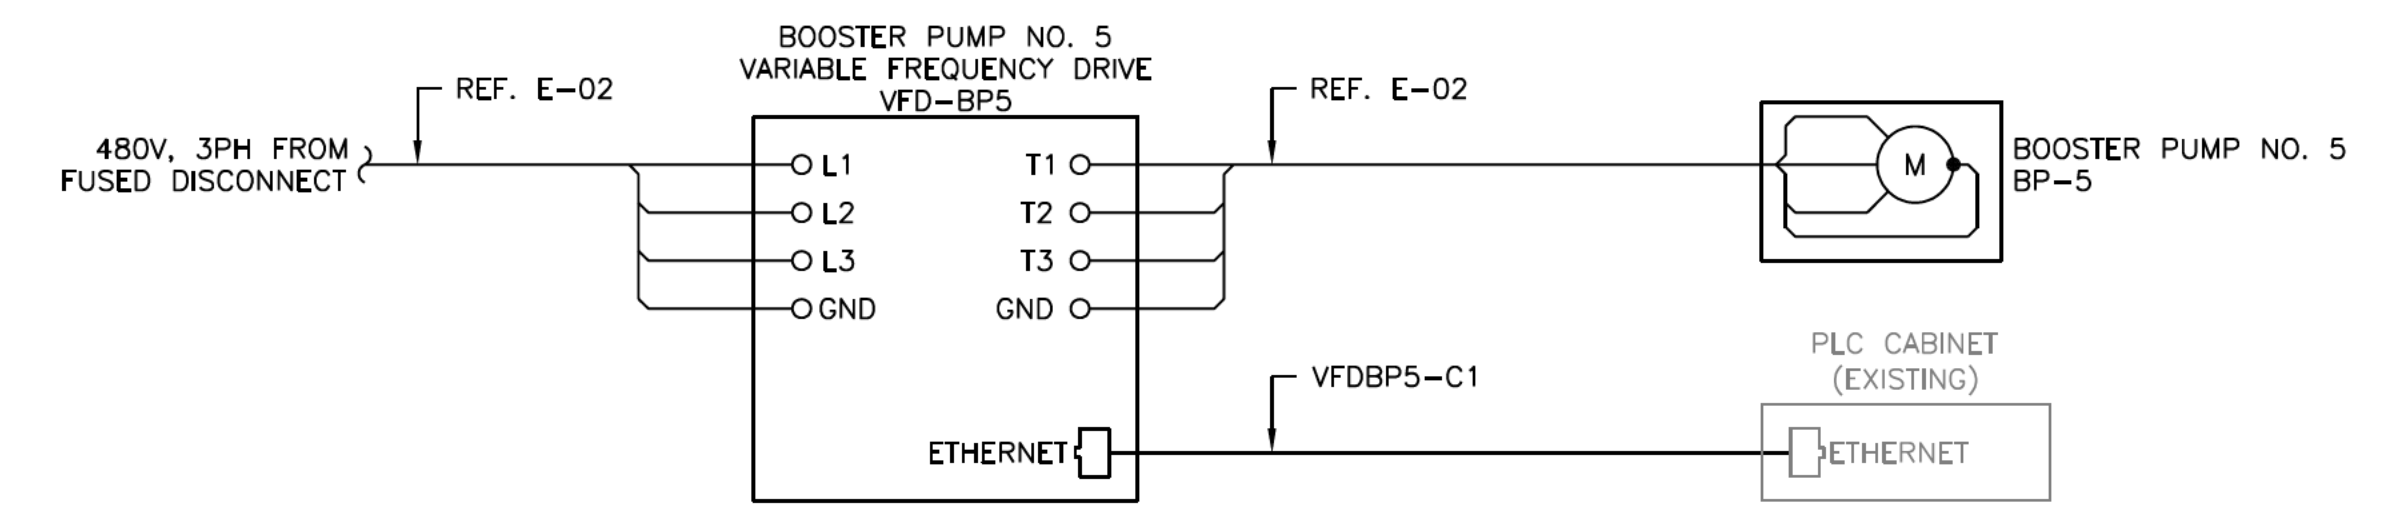 BOOSTER PUMP NO. 5
VARIABLE FREQUENCY DRIVE
VFD-BP5
REF. E-02
REF. E-02
480V, 3PH FROM
FUSED DISCONNECT
L1
L2
L3
GND
T1
T2
T3
GND
M
BOOSTER PUMP NO. 5
BP-5
PLC CABINET
(EXISTING)
VFDBP5-C1
ETHERNET
ETHERNET